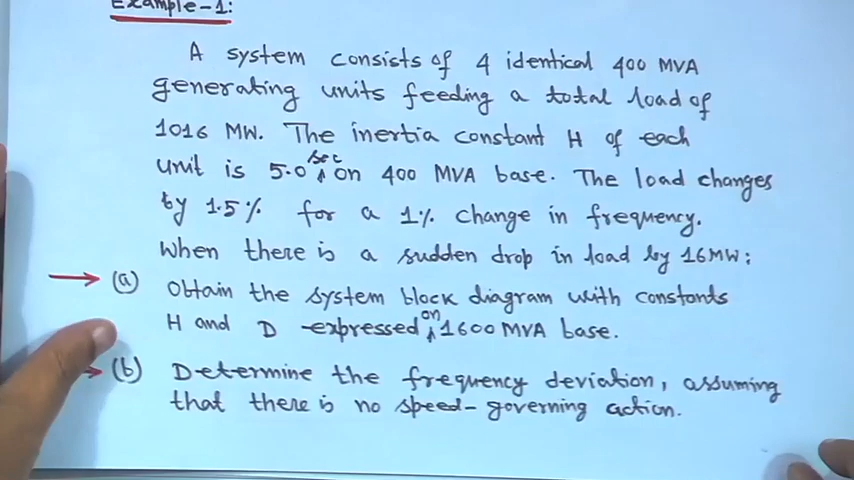 Example-1:
A system consists of 4 identical 400 MVA
generating units feeding a total load of
1016 MW. The inertia constant H of each
unit is 5.0 sec on 400 MVA base. The load changes
by 1.5% for a 1% change in frequency.
When there is a sudden drop in load by 16MW:
(a) Obtain the system block diagram with constants
H and D expressed on 1600 MVA base.
(b) Determine the frequency deviation, assuming
that there is no speed-governing action.